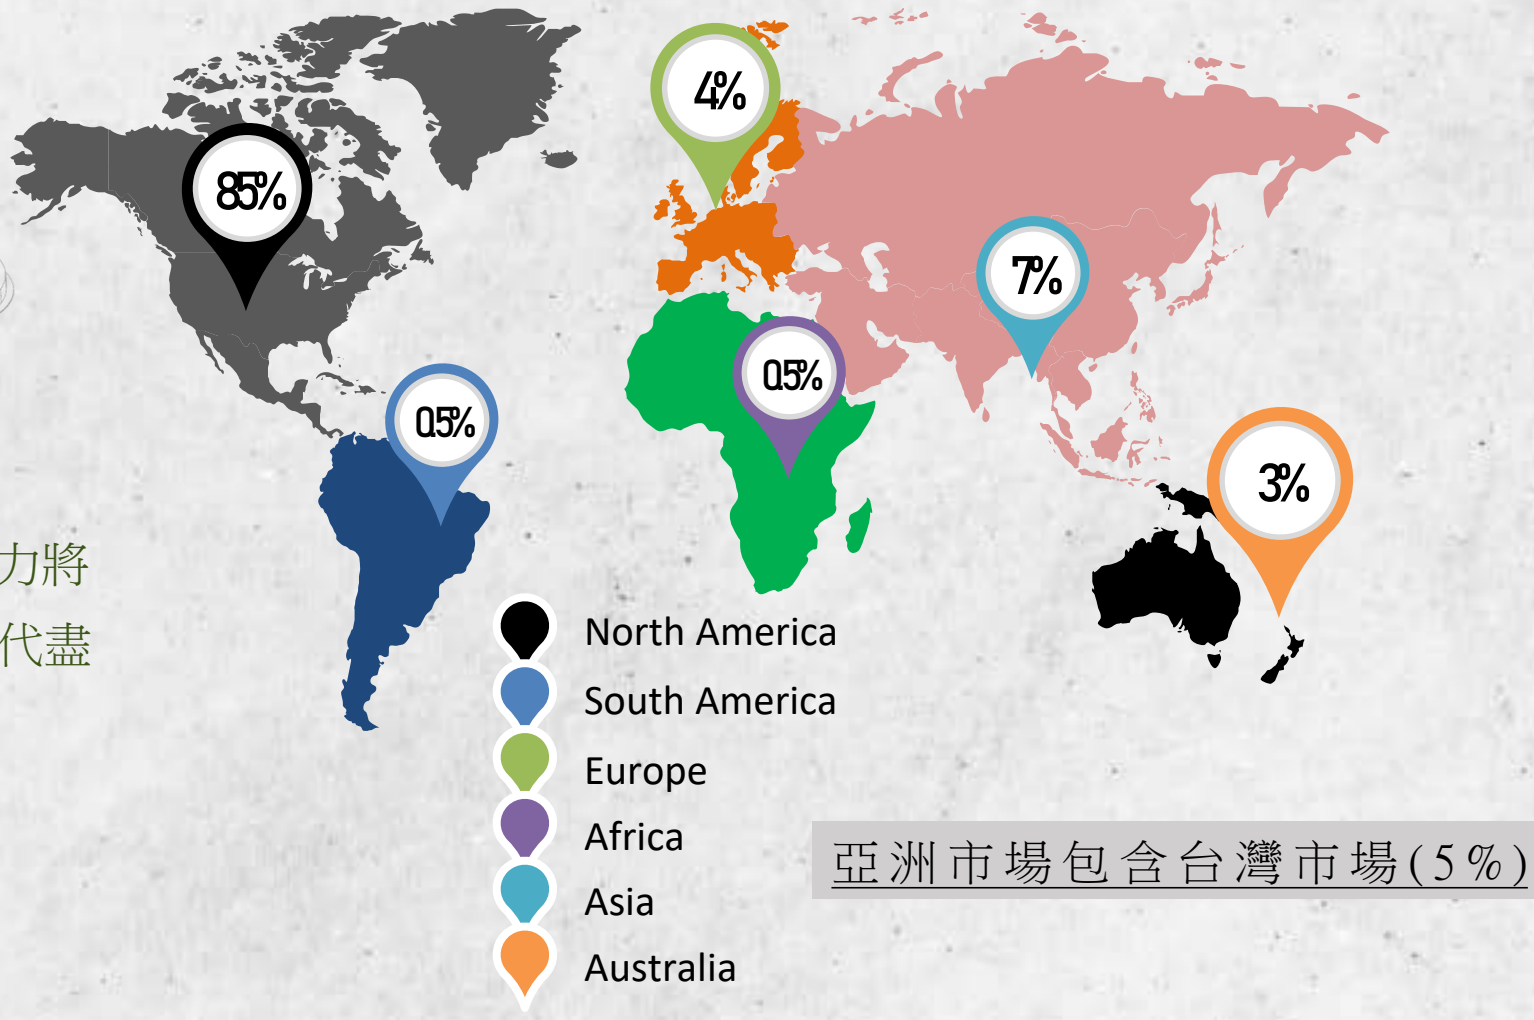 4%
85%
7%
0.5%
0.5%
3%
力將
代盡
North America
South America
Europe
Africa
Asia
Australia
亞洲市場包含台灣市場(5%)